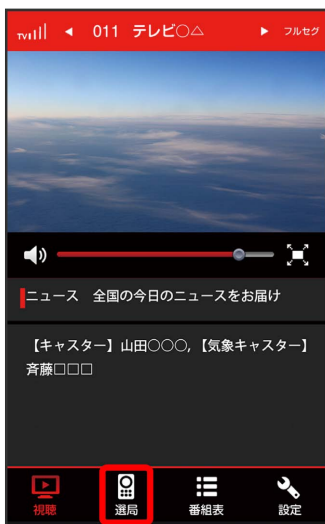 TV
011 テレビ○△
フルセグ
ニュース 全国の今日のニュースをお届け
【キャスター】山田○○○,【気象キャスター】
斉藤□□□
視聴 選局 番組表 設定